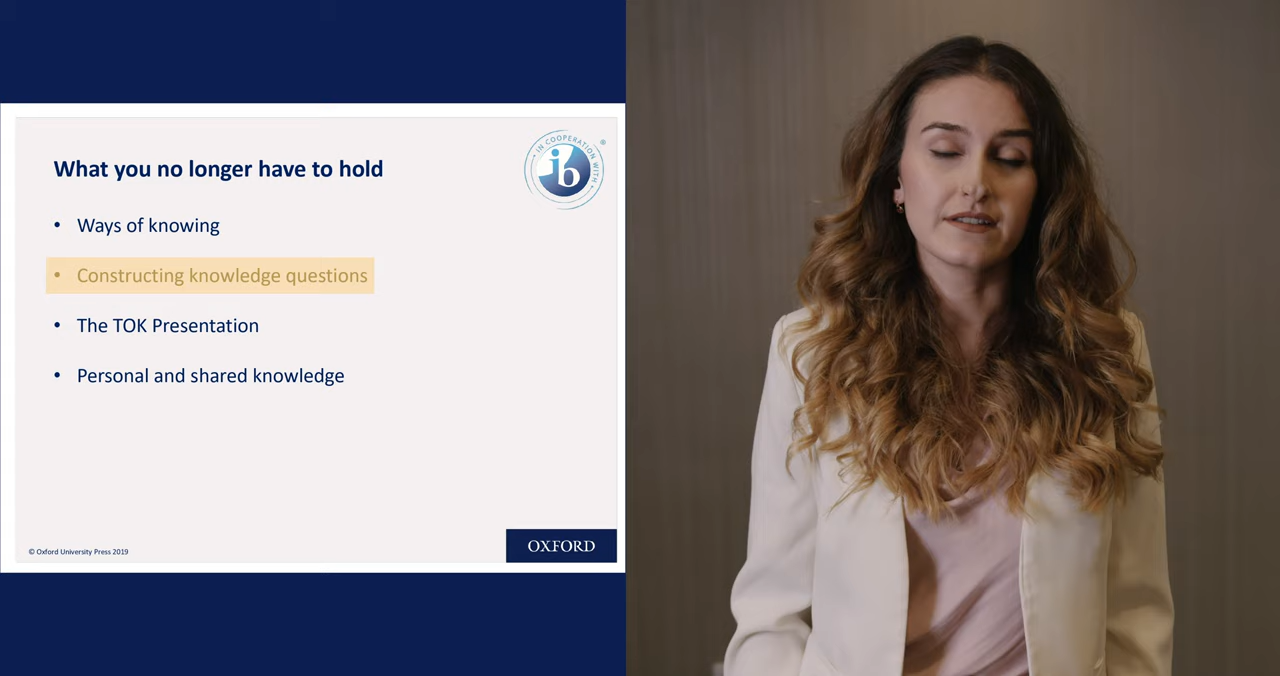 What you no longer have to hold
IN COOPERATION WITH
ib
®
• Ways of knowing
• Constructing knowledge questions
• The TOK Presentation
• Personal and shared knowledge
© Oxford University Press 2019
OXFORD